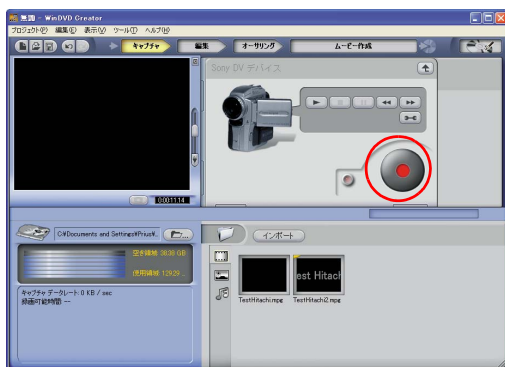 無題 - WinDVD Creator
プロジェクト(P) 編集(E) 表示(V) ツール(T) ヘルプ(H)
キャプチャ 編集 オーサリング ムービー作成
Sony DV デバイス
0:00:11:14
C:¥Documents and Settings¥Prius¥...
空き領域 38.38 GB
使用領域 129.29 ...
キャプチャ データレート: 0 KB / sec
録画可能時間: ---
インポート
est Hitach
TestHitachi.mpg TestHitachi2.mpg